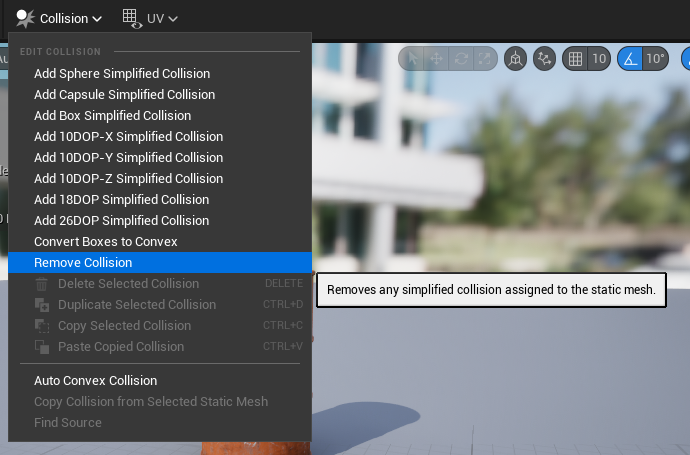 Collision
UV
EDIT COLLISION
10
10°
Add Sphere Simplified Collision
Add Capsule Simplified Collision
Add Box Simplified Collision
Add 10DOP-X Simplified Collision
Add 10DOP-Y Simplified Collision
Add 10DOP-Z Simplified Collision
Add 18DOP Simplified Collision
Add 26DOP Simplified Collision
Convert Boxes to Convex
Remove Collision
Delete Selected Collision DELETE
Removes any simplified collision assigned to the static mesh.
Duplicate Selected Collision CTRL+D
Copy Selected Collision CTRL+C
Paste Copied Collision CTRL+V
Auto Convex Collision
Copy Collision from Selected Static Mesh
Find Source